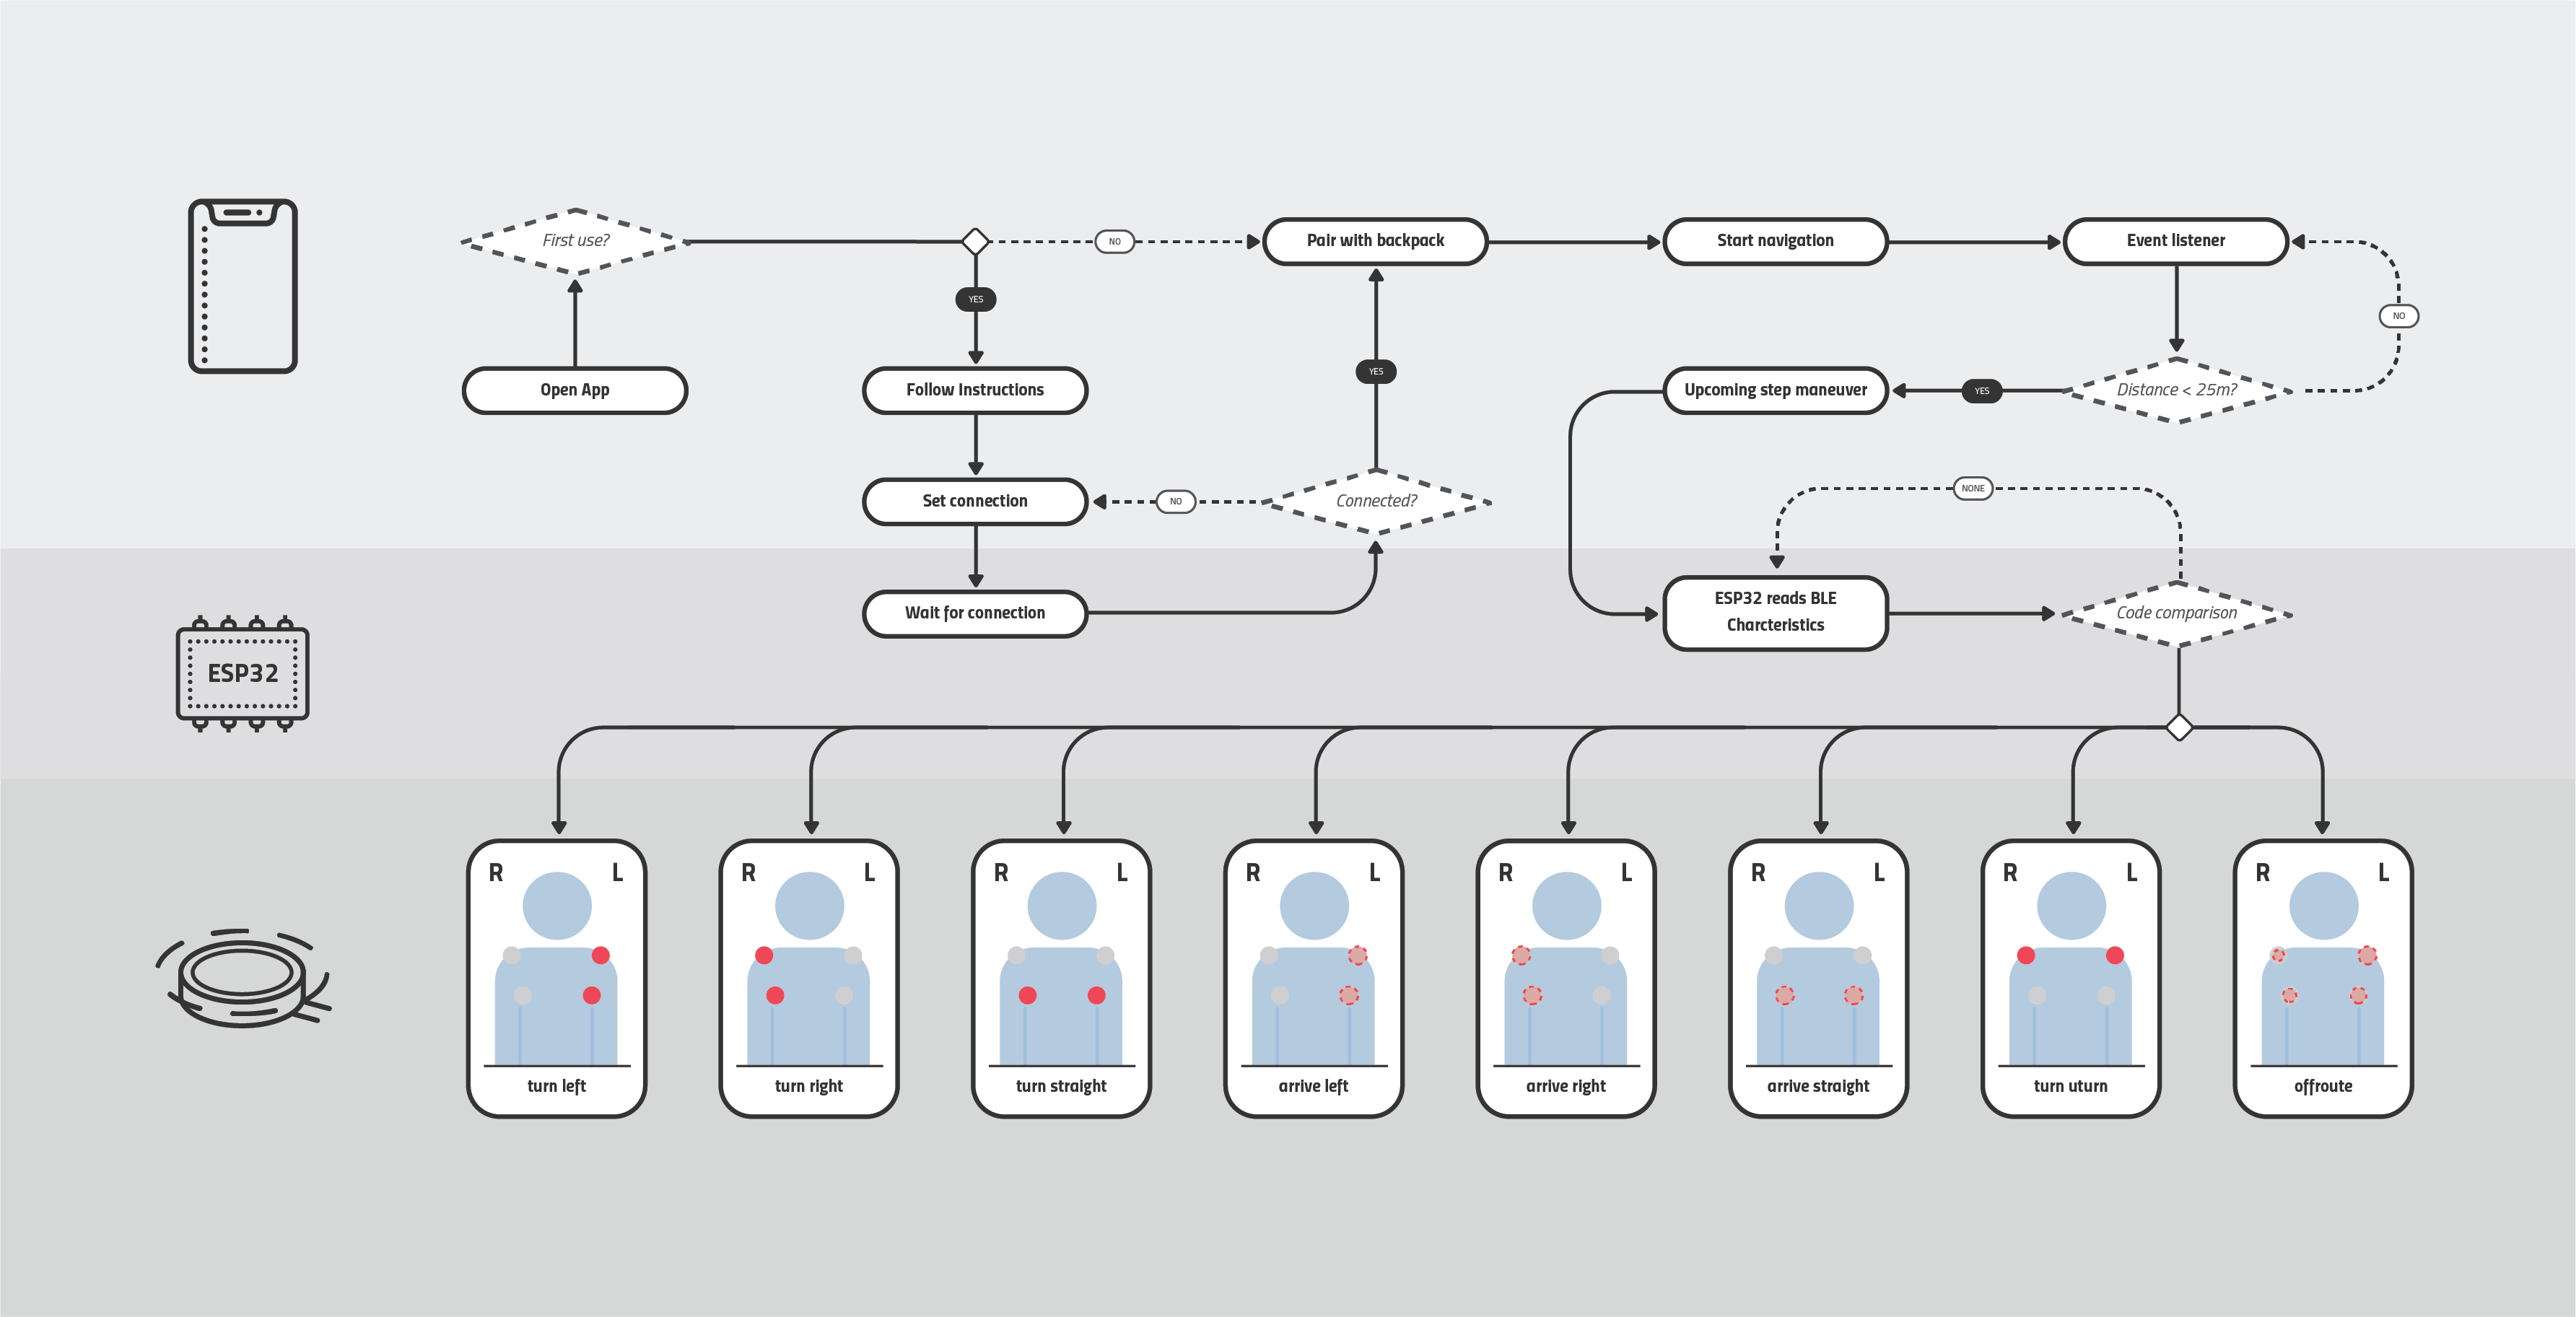 First use?
NO
Pair with backpack
Start navigation
Event listener
YES
NO
Open App
Follow Instructions
YES
Upcoming step maneuver
YES
Distance < 25m?
Set connection
NO
Connected?
NONE
Wait for connection
ESP32 reads BLE
Charcteristics
Code comparison
ESP32
R L
turn left
R L
turn right
R L
turn straight
R L
arrive left
R L
arrive right
R L
arrive straight
R L
turn uturn
R L
offroute